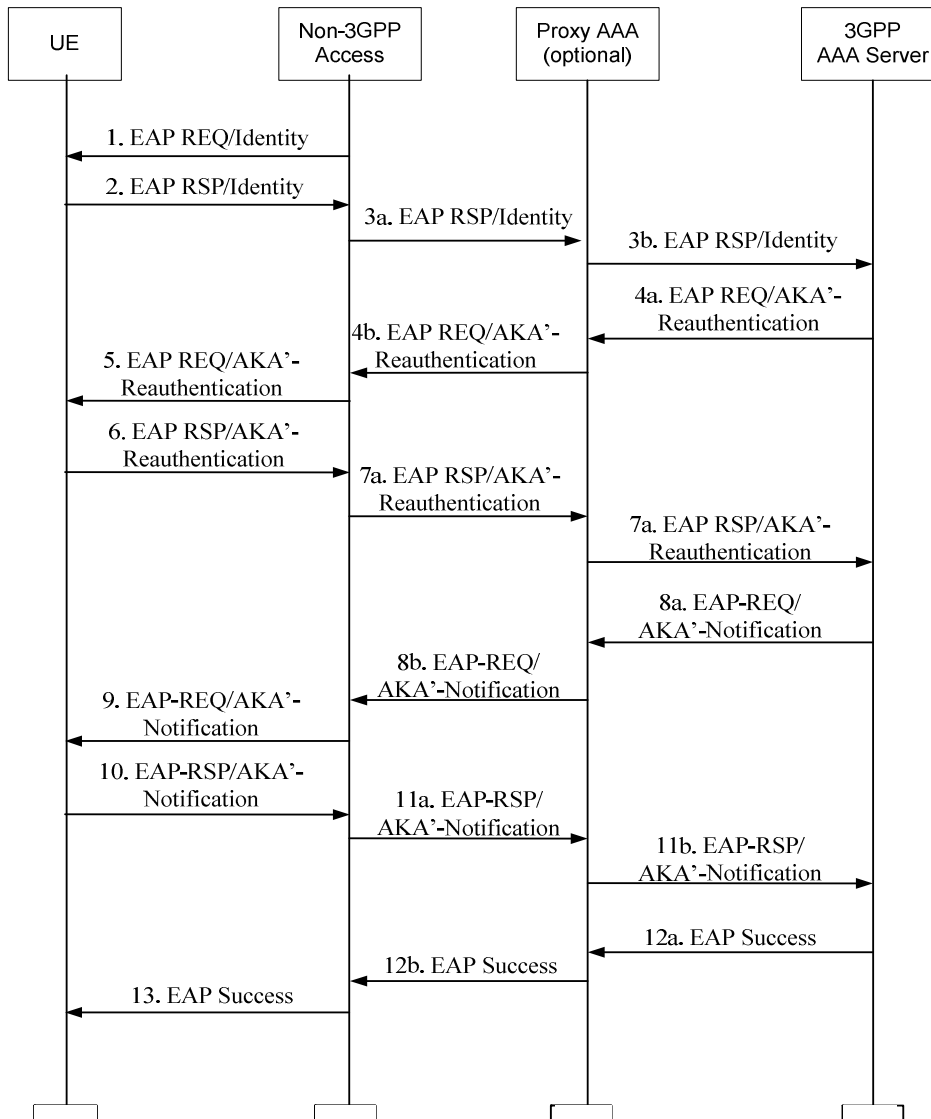 UE
Non-3GPP
Access
Proxy AAA
(optional)
3GPP
AAA Server
1. EAP REQ/Identity
2. EAP RSP/Identity
3a. EAP RSP/Identity
3b. EAP RSP/Identity
4a. EAP REQ/AKA’-
Reauthentication
4b. EAP REQ/AKA’-
Reauthentication
5. EAP REQ/AKA’-
Reauthentication
6. EAP RSP/AKA’-
Reauthentication
7a. EAP RSP/AKA’-
Reauthentication
7a. EAP RSP/AKA’-
Reauthentication
8a. EAP-REQ/
AKA’-Notification
8b. EAP-REQ/
AKA’-Notification
9. EAP-REQ/AKA’-
Notification
10. EAP-RSP/AKA’-
Notification
11a. EAP-RSP/
AKA’-Notification
11b. EAP-RSP/
AKA’-Notification
12a. EAP Success
12b. EAP Success
13. EAP Success